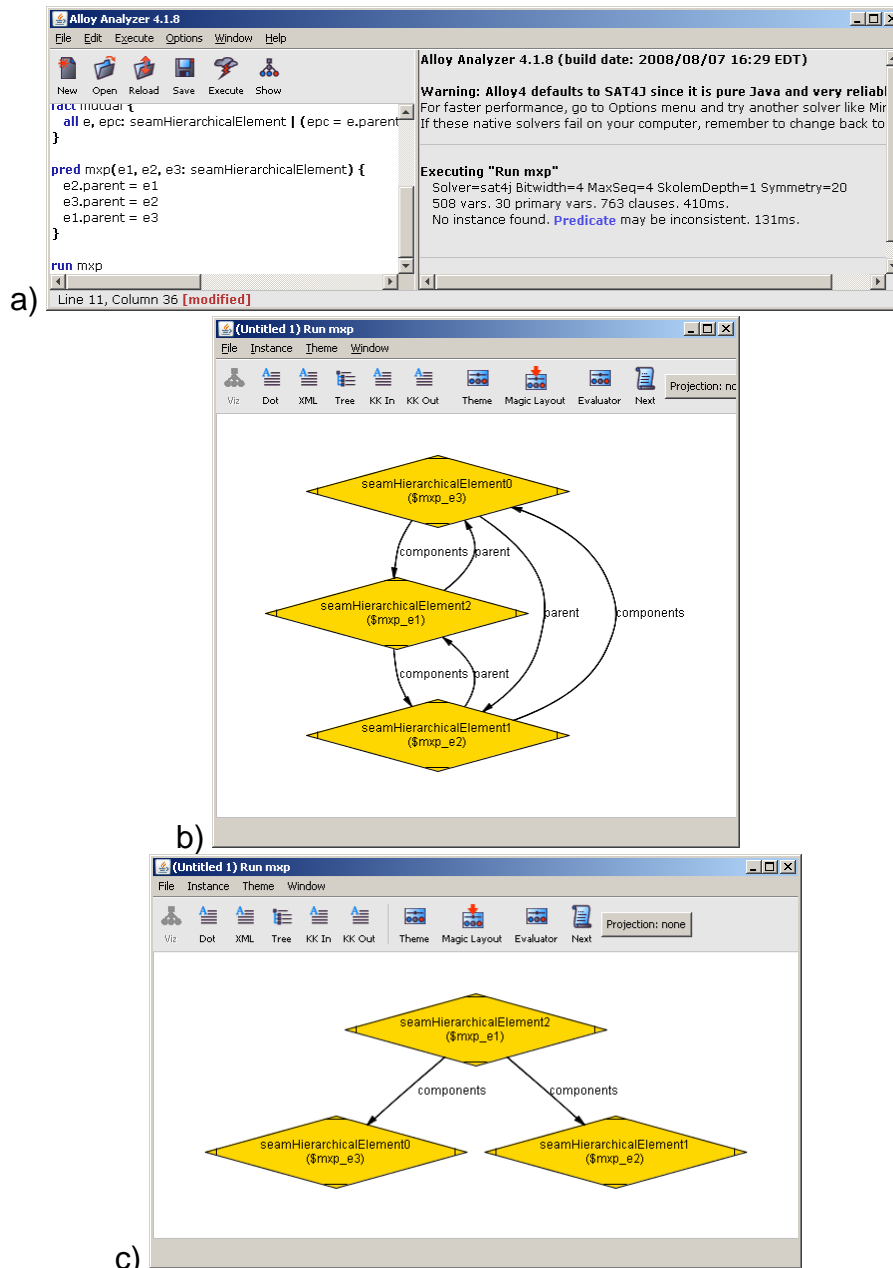 Alloy Analyzer 4.1.8
File Edit Execute Options Window Help
New Open Reload Save Execute Show
fact mutual {
all e, epc: seamHierarchicalElement | (epc = e.parent
}
pred mxp(e1, e2, e3: seamHierarchicalElement) {
e2.parent = e1
e3.parent = e2
e1.parent = e3
}
run mxp
Alloy Analyzer 4.1.8 (build date: 2008/08/07 16:29 EDT)
Warning: Alloy4 defaults to SAT4J since it is pure Java and very reliabl
For faster performance, go to Options menu and try another solver like Mir
If these native solvers fail on your computer, remember to change back to
Executing "Run mxp"
Solver=sat4j Bitwidth=4 MaxSeq=4 SkolemDepth=1 Symmetry=20
508 vars. 30 primary vars. 763 clauses. 410ms.
No instance found. Predicate may be inconsistent. 131ms.
a) Line 11, Column 36 [modified]
(Untitled 1) Run mxp
File Instance Theme Window
Viz Dot XML Tree KK In KK Out Theme Magic Layout Evaluator Next Projection: nc
seamHierarchicalElement0
($mxp_e3)
components parent
seamHierarchicalElement2
($mxp_e1)
parent components
components parent
seamHierarchicalElement1
($mxp_e2)
b)
(Untitled 1) Run mxp
File Instance Theme Window
Viz Dot XML Tree KK In KK Out Theme Magic Layout Evaluator Next Projection: none
seamHierarchicalElement2
($mxp_e1)
components components
seamHierarchicalElement0 seamHierarchicalElement1
($mxp_e3) ($mxp_e2)
c)